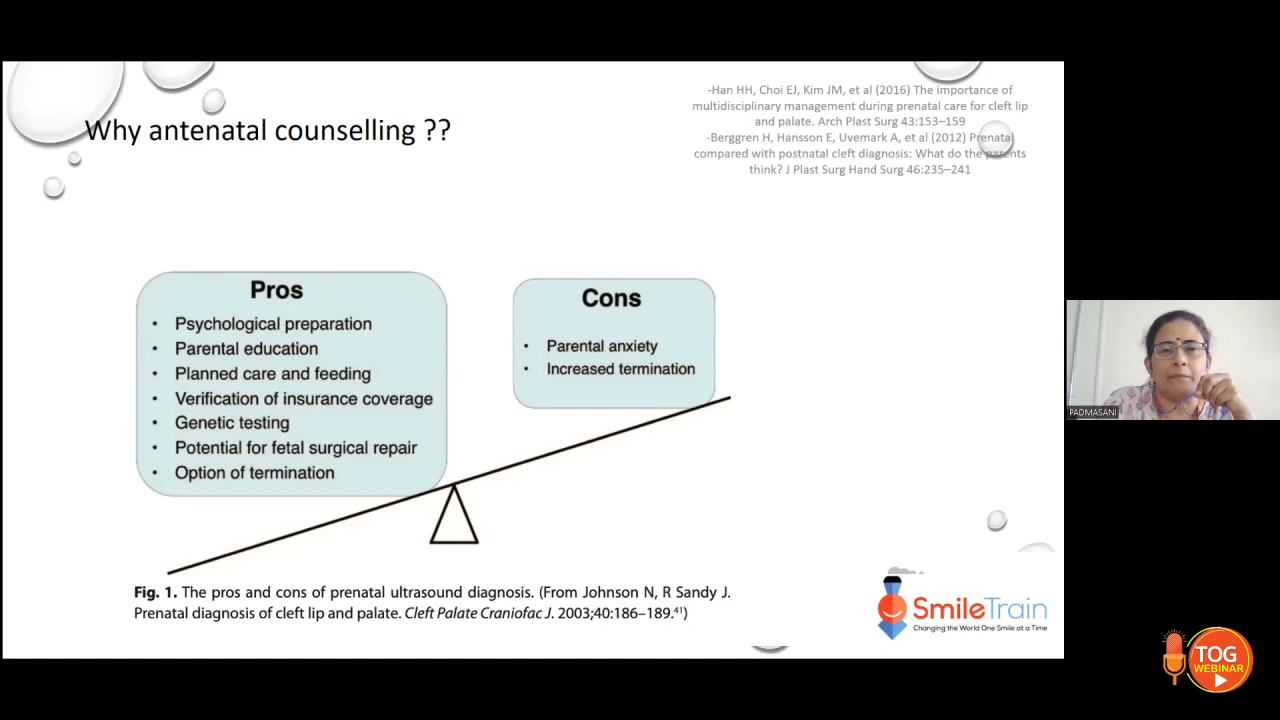 Why antenatal counselling ??
-Han HH, Choi EJ, Kim JM, et al (2016) The importance of
multidisciplinary management during prenatal care for cleft lip
and palate. Arch Plast Surg 43:153–159
-Berggren H, Hansson E, Uvemark A, et al (2012) Prenatal
compared with postnatal cleft diagnosis: What do the parents
think? J Plast Surg Hand Surg 46:235–241
Pros
• Psychological preparation
• Parental education
• Planned care and feeding
• Verification of insurance coverage
• Genetic testing
• Potential for fetal surgical repair
• Option of termination
Cons
• Parental anxiety
• Increased termination
Fig. 1. The pros and cons of prenatal ultrasound diagnosis. (From Johnson N, R Sandy J.
Prenatal diagnosis of cleft lip and palate. Cleft Palate Craniofac J. 2003;40:186–189.⁴¹)
SmileTrain
Changing the World One Smile at a Time
PADMASANI
TOG
WEBINAR